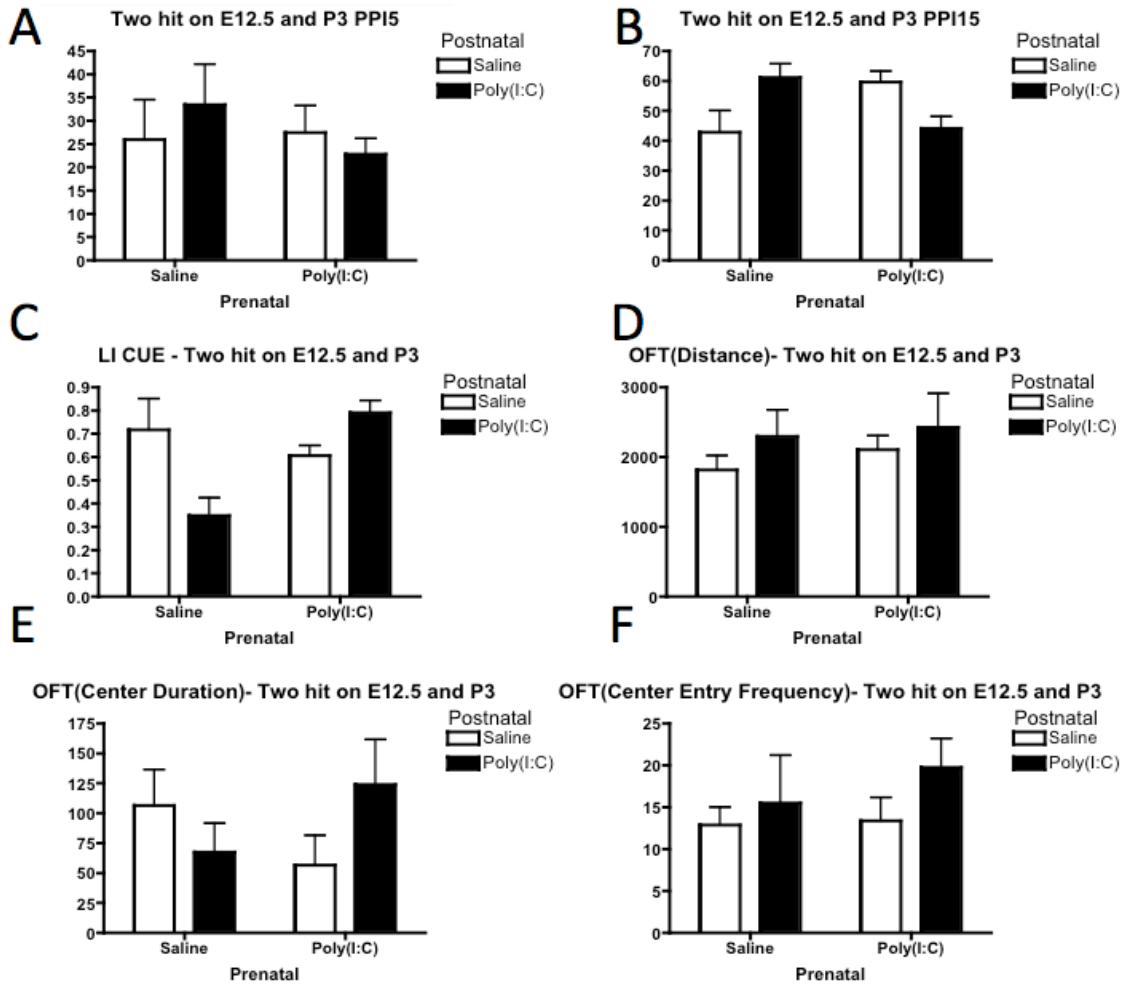 A
Two hit on E12.5 and P3 PPI5
Postnatal
Saline
Poly(I:C)
45
40
35
30
25
20
15
10
5
0
Saline
Poly(I:C)
Prenatal
B
Two hit on E12.5 and P3 PPI15
Postnatal
Saline
Poly(I:C)
70
60
50
40
30
20
10
0
Saline
Poly(I:C)
Prenatal
C
LI CUE - Two hit on E12.5 and P3
Postnatal
Saline
Poly(I:C)
0.9
0.8
0.7
0.6
0.5
0.4
0.3
0.2
0.1
0.0
Saline
Poly(I:C)
Prenatal
D
OFT(Distance)- Two hit on E12.5 and P3
Postnatal
Saline
Poly(I:C)
3000
2000
1000
0
Saline
Poly(I:C)
Prenatal
E
OFT(Center Duration)- Two hit on E12.5 and P3
Postnatal
Saline
Poly(I:C)
175
150
125
100
75
50
25
0
Saline
Poly(I:C)
Prenatal
F
OFT(Center Entry Frequency)- Two hit on E12.5 and P3
Postnatal
Saline
Poly(I:C)
25
20
15
10
5
0
Saline
Poly(I:C)
Prenatal